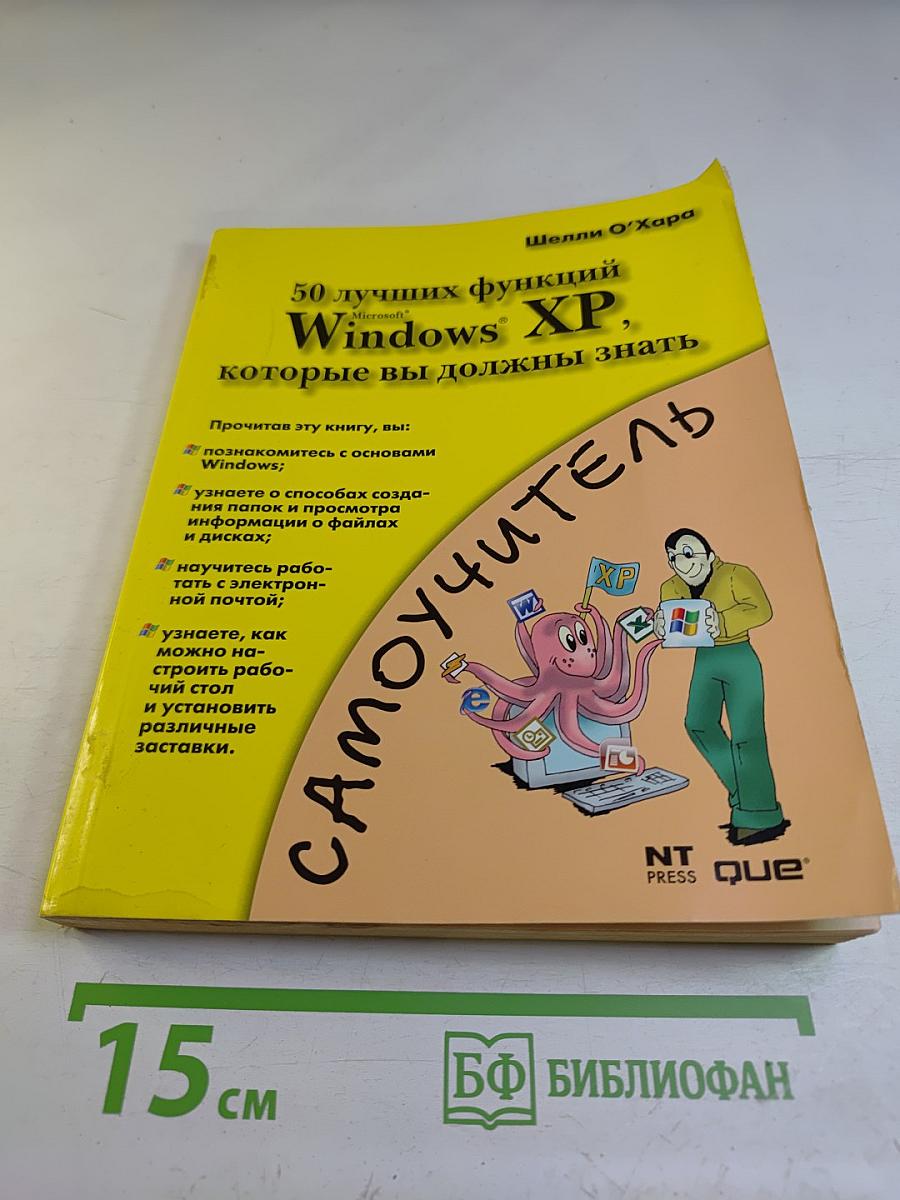 Шелли О'Хара
50 лучших функций
Microsoft®
Windows® XP,
которые вы должны знать
Прочитав эту книгу, вы:
познакомитесь с основами
Windows;
узнаете о способах созда-
ния папок и просмотра
информации о файлах
и дисках;
научитесь рабо-
тать с электрон-
ной почтой;
узнаете, как
можно на-
строить рабо-
чий стол
и установить
различные
заставки.
САМОУЧИТЕЛЬ
XP
W
X
e
NT
PRESS
QUE®
15 см
БФ БИБЛИОФАН